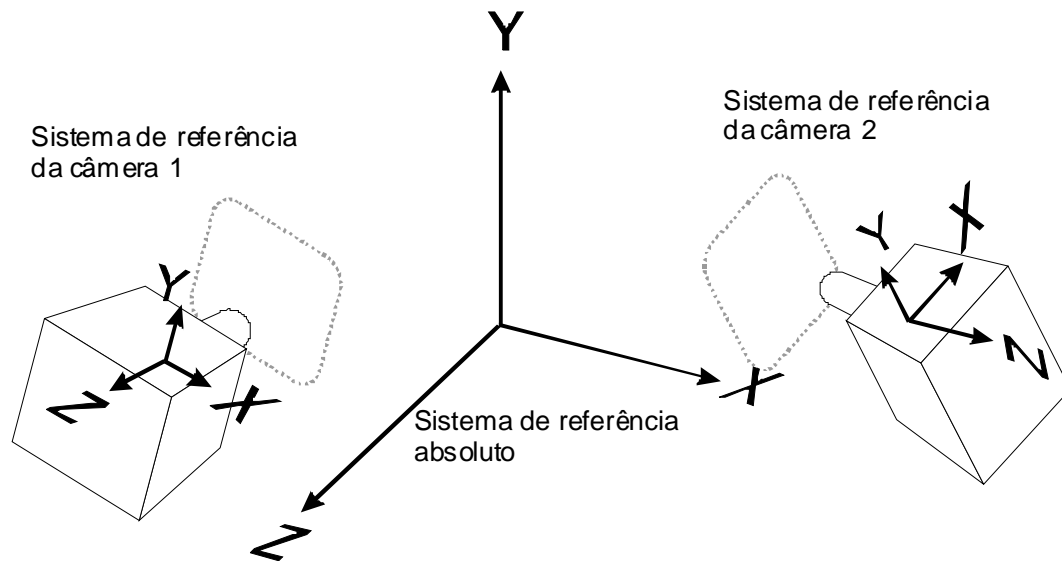 Y
Sistema de referência
da câmera 1
Sistema de referência
da câmera 2
Y
Z
X
Y
X
Z
X
Sistema de referência
absoluto
Z